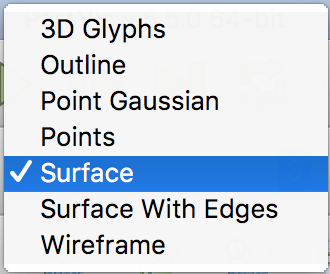 3D Glyphs
Outline
Point Gaussian
Points
✓ Surface
Surface With Edges
Wireframe